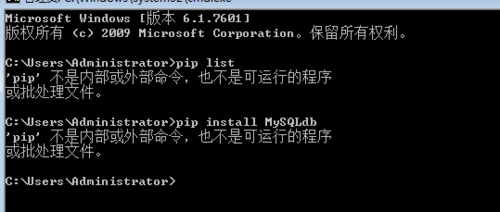 Microsoft Windows [版本 6.1.7601]
版权所有 (c) 2009 Microsoft Corporation。保留所有权利。
C:\Users\Administrator>pip list
'pip' 不是内部或外部命令，也不是可运行的程序
或批处理文件。
C:\Users\Administrator>pip install MySQLdb
'pip' 不是内部或外部命令，也不是可运行的程序
或批处理文件。
C:\Users\Administrator>